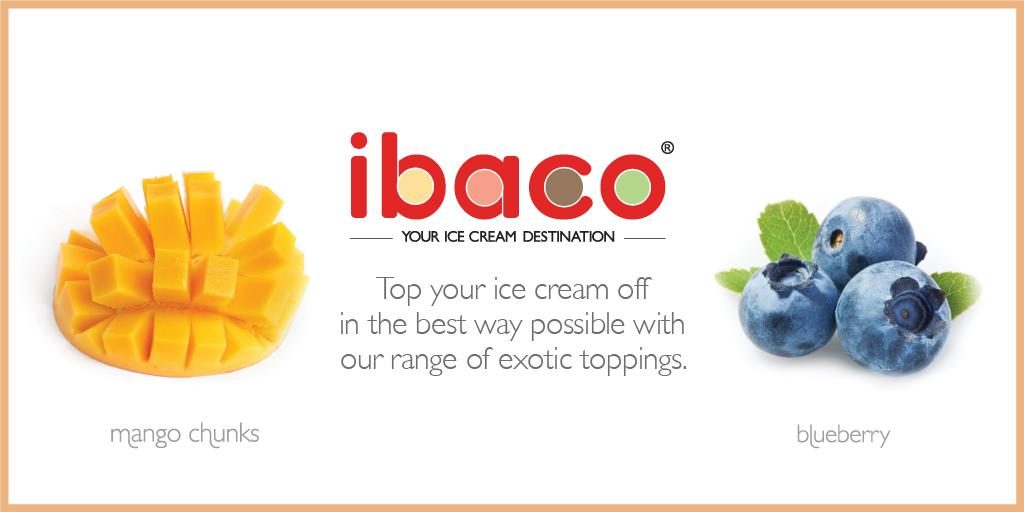 ibaco®
YOUR ICE CREAM DESTINATION
Top your ice cream off
in the best way possible with
our range of exotic toppings.
mango chunks
blueberry